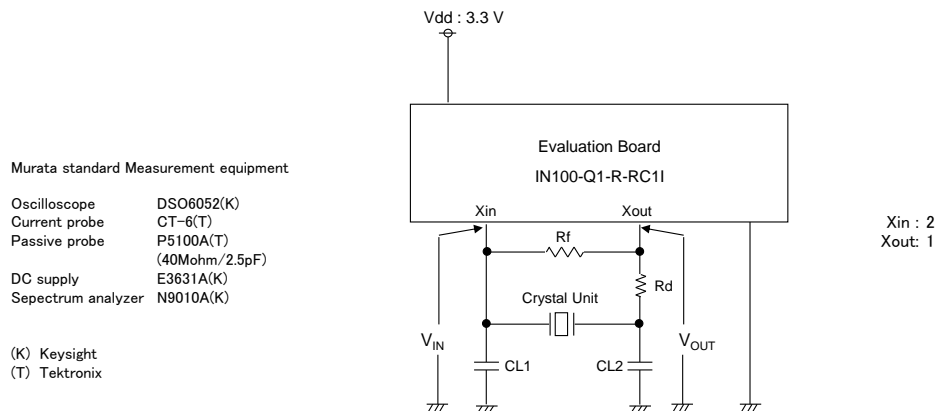 Vdd : 3.3 V
Evaluation Board
IN100-Q1-R-RC1I
Murata standard Measurement equipment
Oscilloscope DSO6052(K)
Current probe CT-6(T)
Passive probe P5100A(T)
(40Mohm/2.5pF)
DC supply E3631A(K)
Sepectrum analyzer N9010A(K)
(K) Keysight
(T) Tektronix
Xin Xout
Rf
Rd
Crystal Unit
VIN
VOUT
CL1
CL2
Xin : 2
Xout: 1